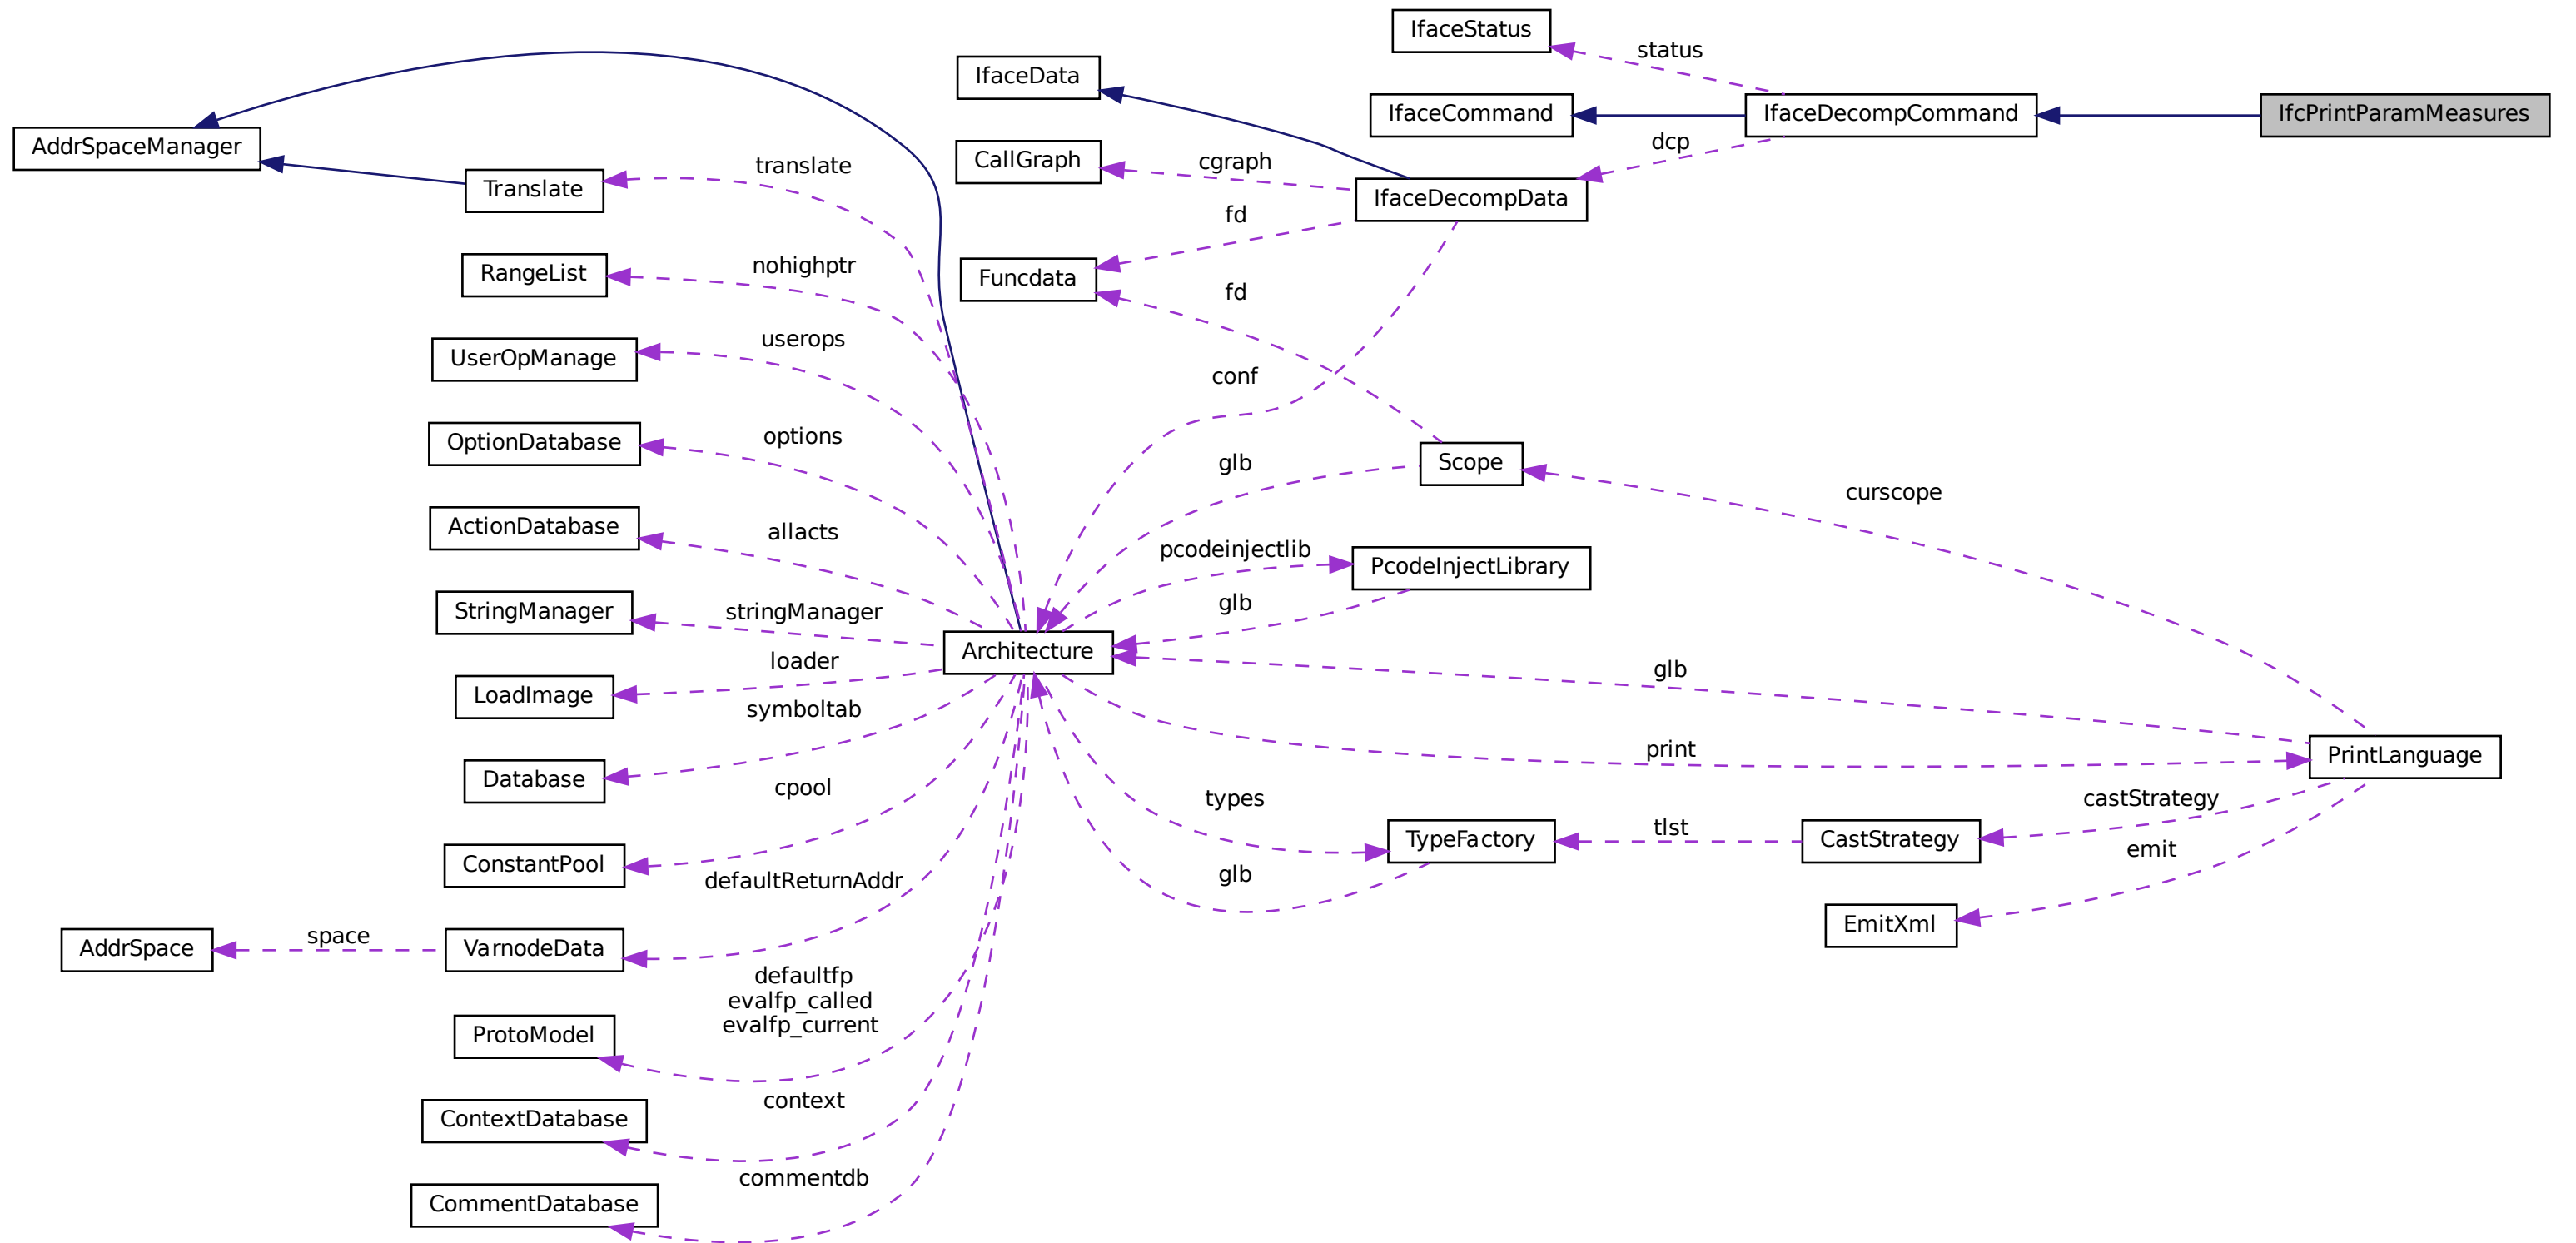 IfaceStatus
status
IfaceData
IfaceCommand
IfaceDecompCommand
IfcPrintParamMeasures
AddrSpaceManager
translate
Translate
CallGraph
cgraph
dcp
IfaceDecompData
fd
nohighptr
RangeList
Funcdata
fd
userops
UserOpManage
conf
options
OptionDatabase
glb
Scope
curscope
allacts
ActionDatabase
pcodeinjectlib
PcodeInjectLibrary
stringManager
StringManager
glb
Architecture
loader
LoadImage
glb
symboltab
Database
print
PrintLanguage
cpool
ConstantPool
types
TypeFactory
tlst
castStrategy
CastStrategy
glb
emit
EmitXml
defaultReturnAddr
AddrSpace
space
VarnodeData
defaultfp
evalfp_called
evalfp_current
ProtoModel
context
ContextDatabase
commentdb
CommentDatabase